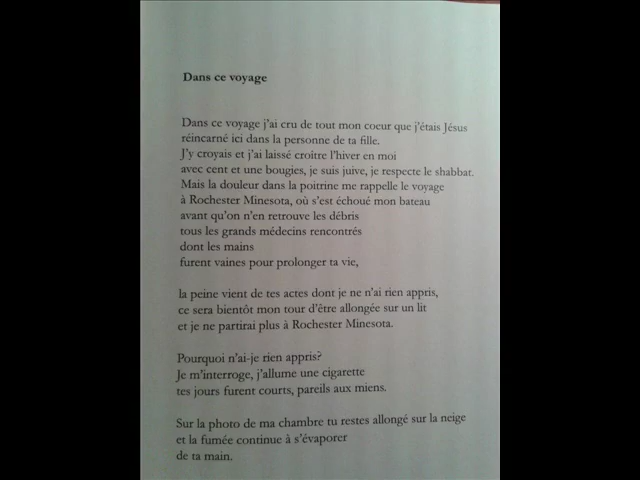 Dans ce voyage
Dans ce voyage j'ai cru de tout mon coeur que j'étais Jésus
réincarné ici dans la personne de ta fille.
J'y croyais et j'ai laissé croître l'hiver en moi
avec cent et une bougies, je suis juive, je respecte le shabbat.
Mais la douleur dans la poitrine me rappelle le voyage
à Rochester Minesota, où s'est échoué mon bateau
avant qu'on n'en retrouve les débris
tous les grands médecins rencontrés
dont les mains
furent vaines pour prolonger ta vie,
la peine vient de tes actes dont je ne n'ai rien appris,
ce sera bientôt mon tour d'être allongée sur un lit
et je ne partirai plus à Rochester Minesota.
Pourquoi n'ai-je rien appris?
Je m'interroge, j'allume une cigarette
tes jours furent courts, pareils aux miens.
Sur la photo de ma chambre tu restes allongé sur la neige
et la fumée continue à s'évaporer
de ta main.